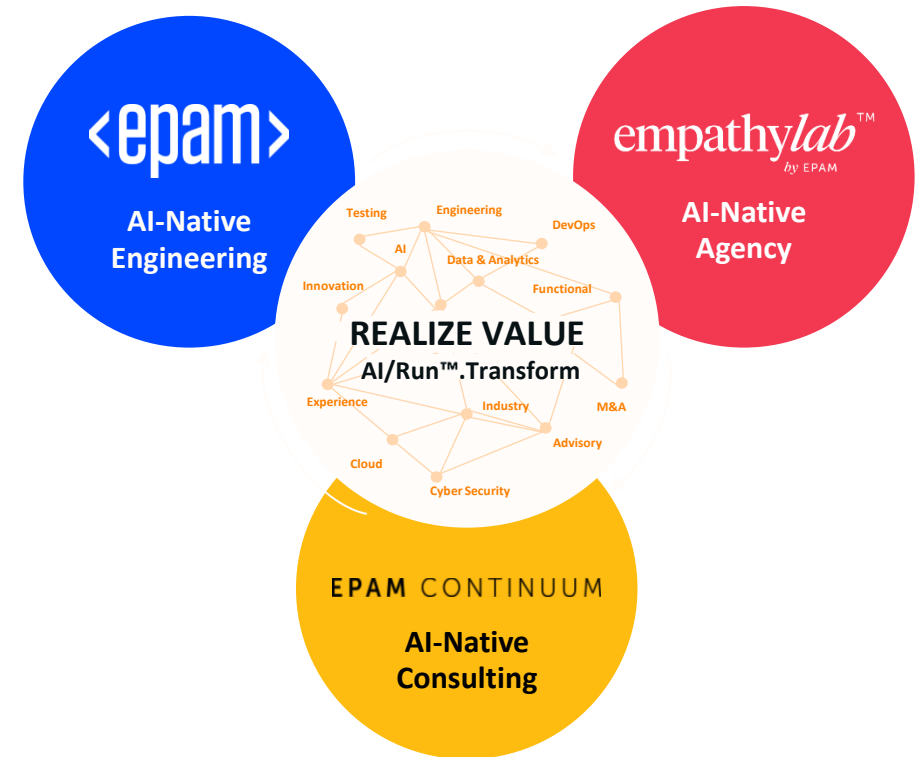 <epam>
AI-Native
Engineering
empathylab™
by EPAM
AI-Native
Agency
Testing
Engineering
DevOps
AI
Data & Analytics
Innovation
Functional
REALIZE VALUE
AI/Run™.Transform
Experience
Industry
M&A
Advisory
Cloud
Cyber Security
EPAM CONTINUUM
AI-Native
Consulting